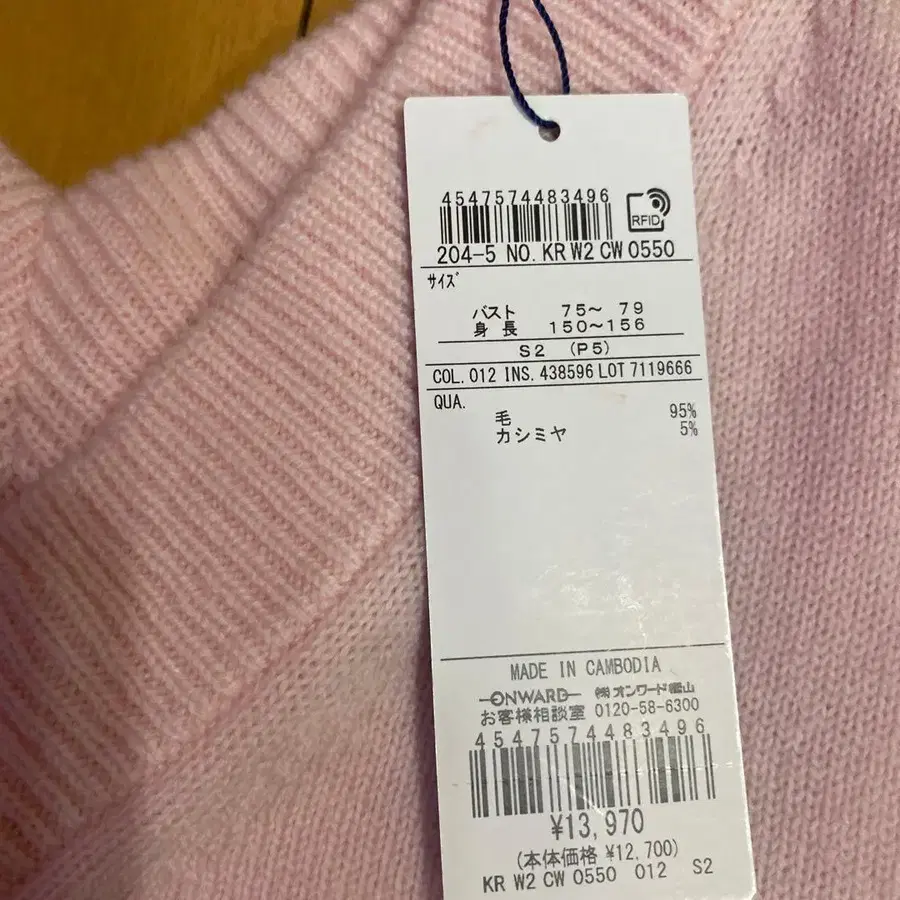 4547574483496
RFID
204-5 NO. KR W2 CW 0550
サイズ
バスト 75~ 79
身 長 150~156
S2 (P5)
COL. 012 INS. 438596 LOT 7119666
QUA.
毛 95%
カシミヤ 5%
MADE IN CAMBODIA
ONWARD ㈱オンワード樫山
お客様相談室 0120-58-6300
4547574483496
¥13,970
(本体価格 ¥12,700)
KR W2 CW 0550 012 S2